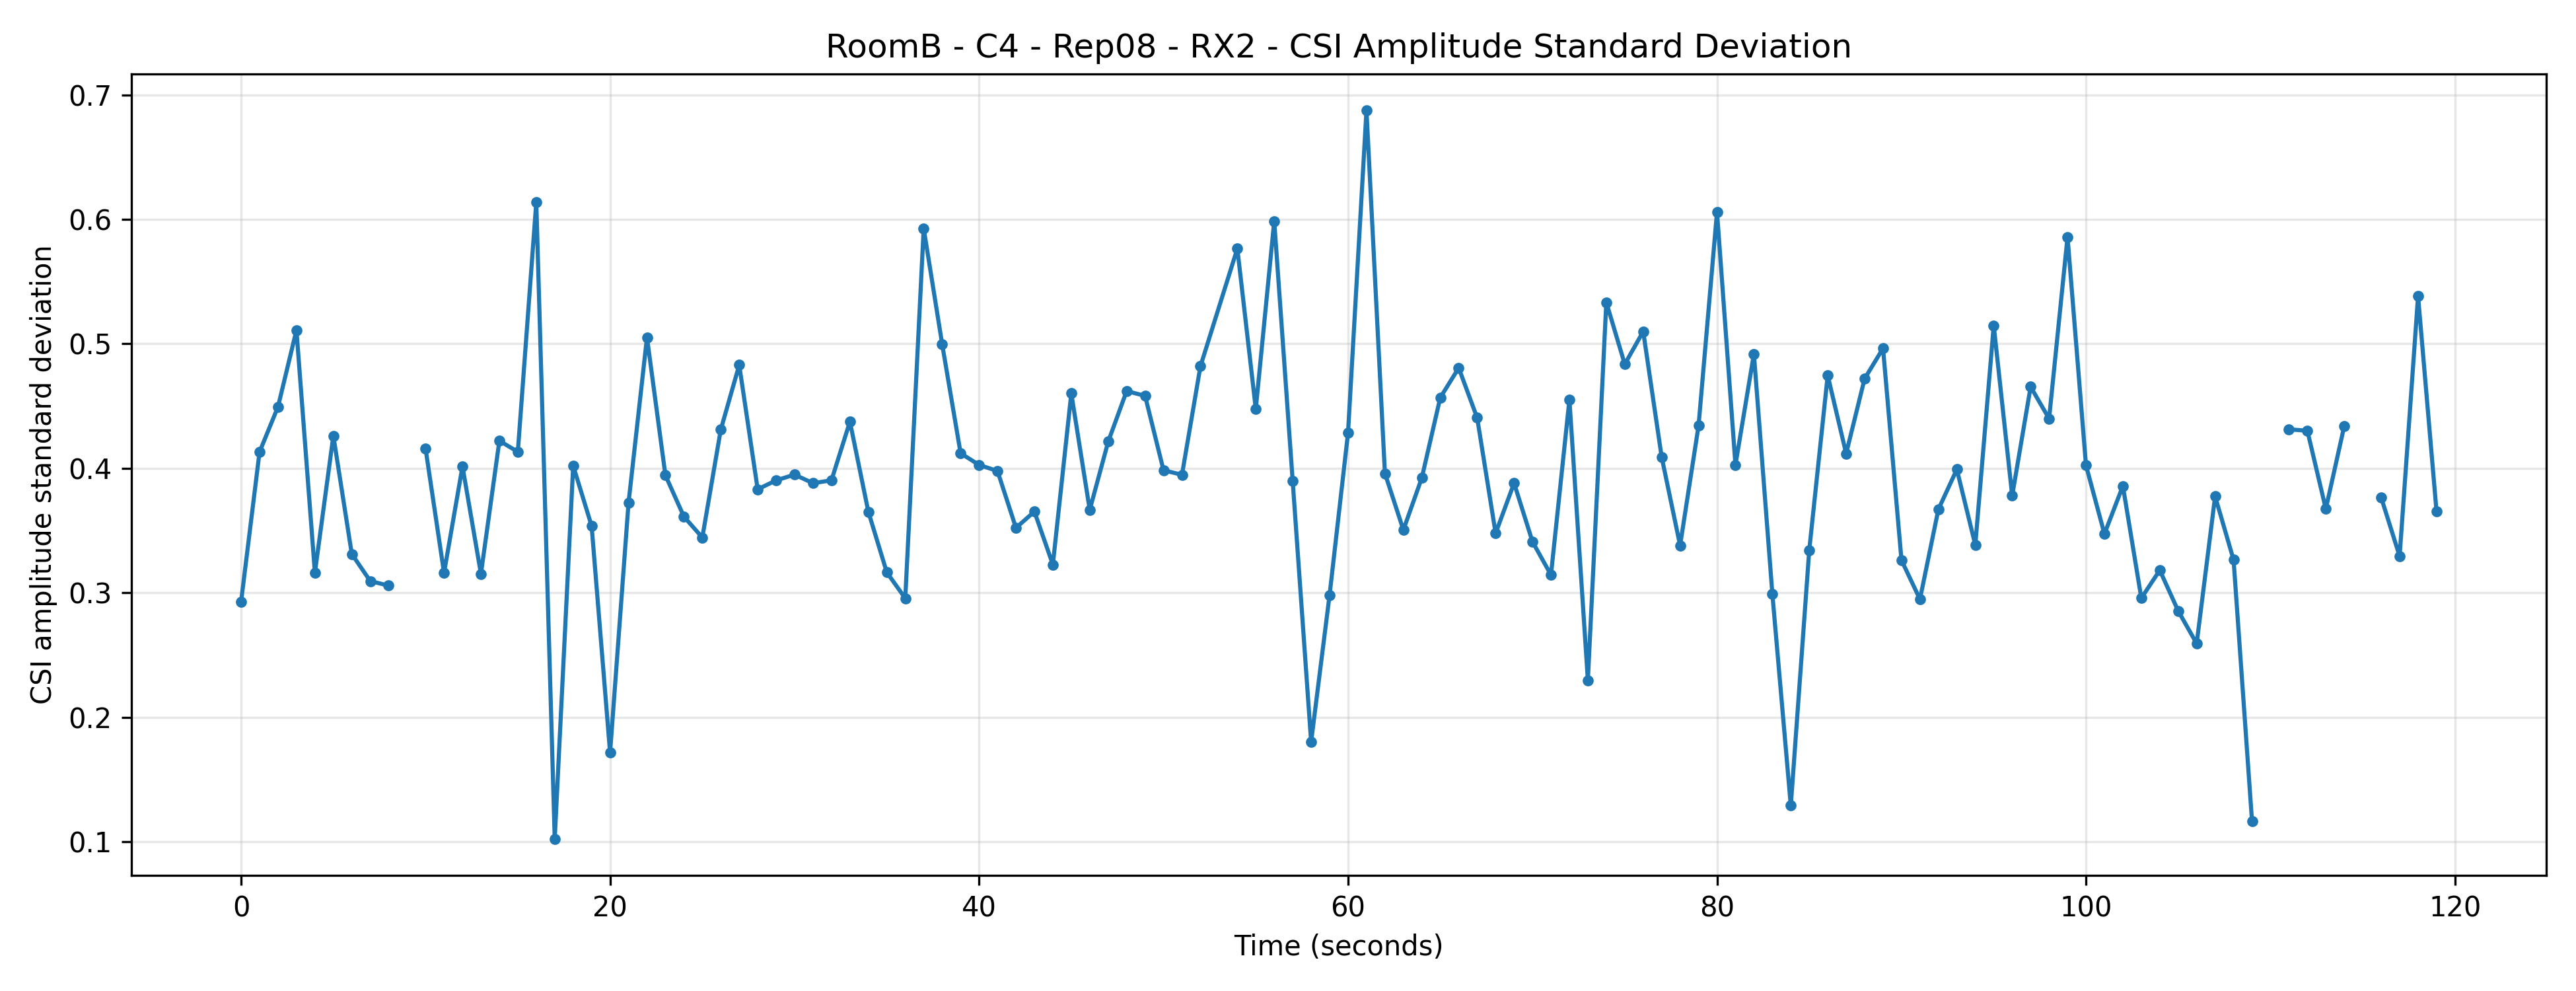 RoomB - C4 - Rep08 - RX2 - CSI Amplitude Standard Deviation
CSI amplitude standard deviation
0.7
0.6
0.5
0.4
0.3
0.2
0.1
0 20 40 60 80 100 120
Time (seconds)